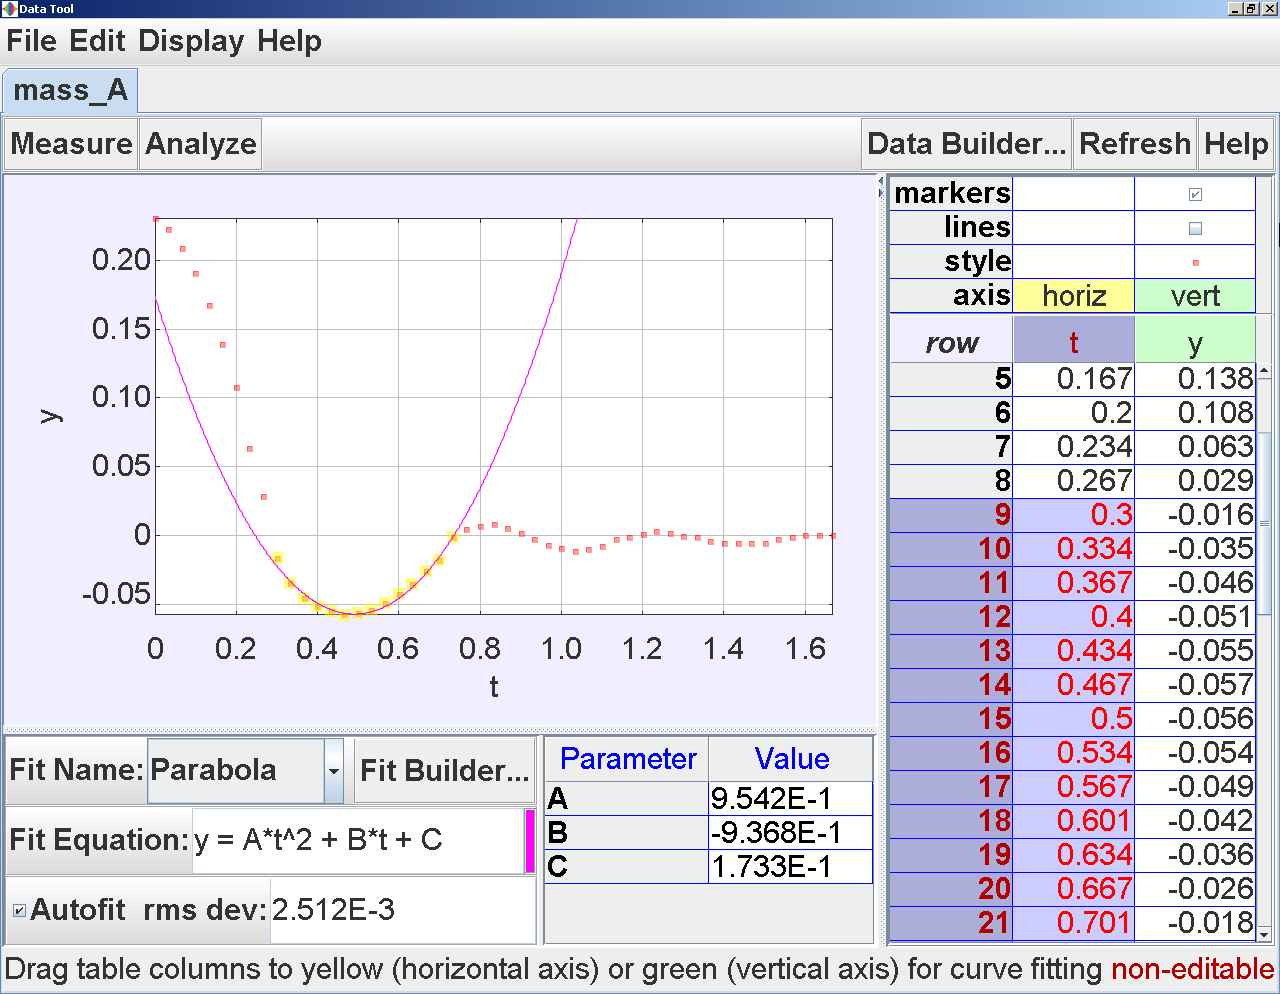 Data Tool
File Edit Display Help
mass_A
Measure Analyze Data Builder... Refresh Help
0.20
0.15
0.10
0.05
0
-0.05
y
0 0.2 0.4 0.6 0.8 1.0 1.2 1.4 1.6
t
markers
lines
style
axis horiz vert
row t y
5 0.167 0.138
6 0.2 0.108
7 0.234 0.063
8 0.267 0.029
9 0.3 -0.016
10 0.334 -0.035
11 0.367 -0.046
12 0.4 -0.051
13 0.434 -0.055
14 0.467 -0.057
15 0.5 -0.056
16 0.534 -0.054
17 0.567 -0.049
18 0.601 -0.042
19 0.634 -0.036
20 0.667 -0.026
21 0.701 -0.018
Fit Name: Parabola Fit Builder...
Fit Equation: y = A*t^2 + B*t + C
Autofit rms dev: 2.512E-3
Parameter Value
A 9.542E-1
B -9.368E-1
C 1.733E-1
Drag table columns to yellow (horizontal axis) or green (vertical axis) for curve fitting non-editable